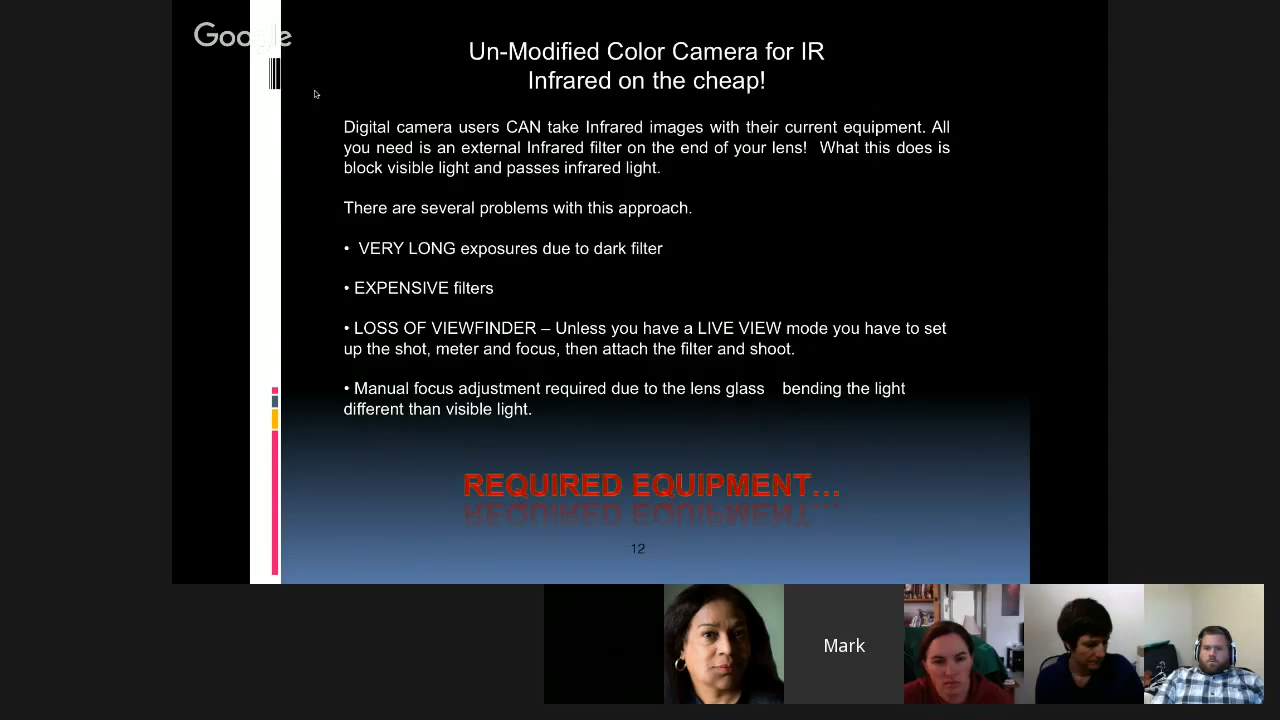 Google
Un-Modified Color Camera for IR
Infrared on the cheap!
Digital camera users CAN take Infrared images with their current equipment. All
you need is an external Infrared filter on the end of your lens! What this does is
block visible light and passes infrared light.
There are several problems with this approach.
• VERY LONG exposures due to dark filter
• EXPENSIVE filters
• LOSS OF VIEWFINDER – Unless you have a LIVE VIEW mode you have to set
up the shot, meter and focus, then attach the filter and shoot.
• Manual focus adjustment required due to the lens glass bending the light
different than visible light.
REQUIRED EQUIPMENT...
12
Mark